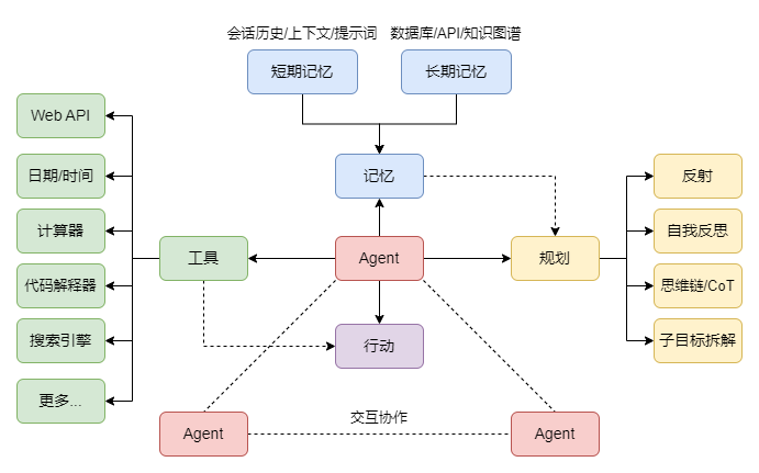 会话历史/上下文/提示词
数据库/API/知识图谱
短期记忆
长期记忆
Web API
日期/时间
计算器
代码解释器
搜索引擎
更多...
工具
记忆
Agent
行动
规划
反射
自我反思
思维链/CoT
子目标拆解
交互协作
Agent
Agent